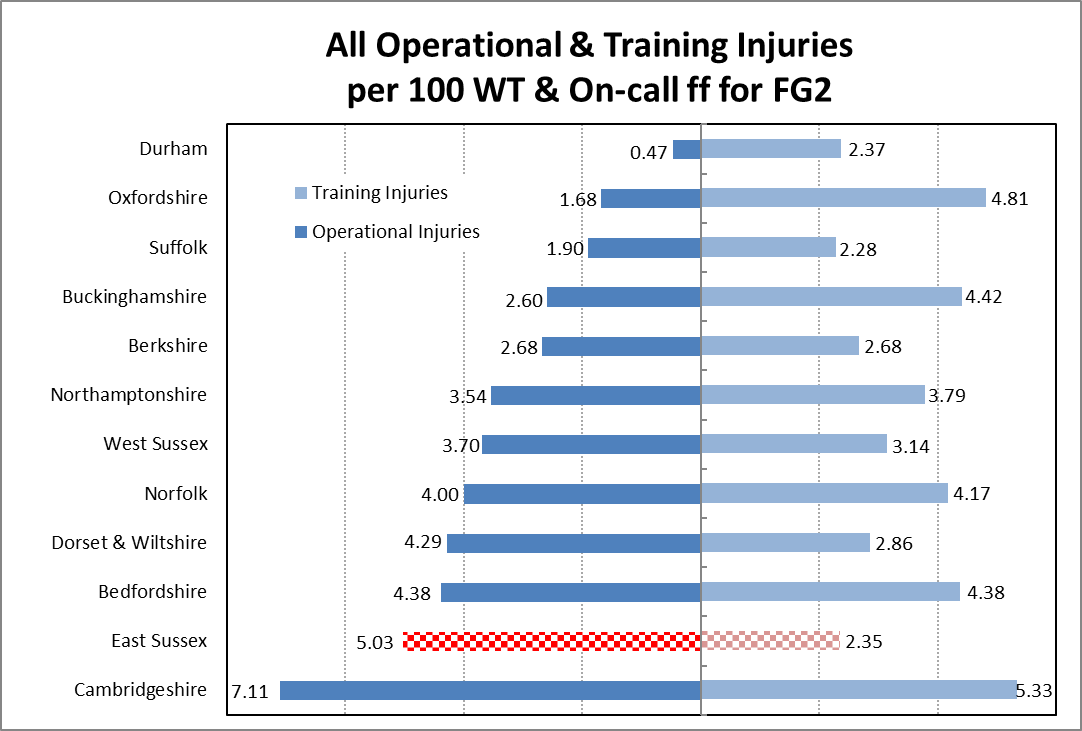 All Operational & Training Injuries
per 100 WT & On-call ff for FG2
Durham 0.47 2.37
Oxfordshire 1.68 4.81
Training Injuries
Operational Injuries
Suffolk 1.90 2.28
Buckinghamshire 2.60 4.42
Berkshire 2.68 2.68
Northamptonshire 3.54 3.79
West Sussex 3.70 3.14
Norfolk 4.00 4.17
Dorset & Wiltshire 4.29 2.86
Bedfordshire 4.38 4.38
East Sussex 5.03 2.35
Cambridgeshire 7.11 5.33